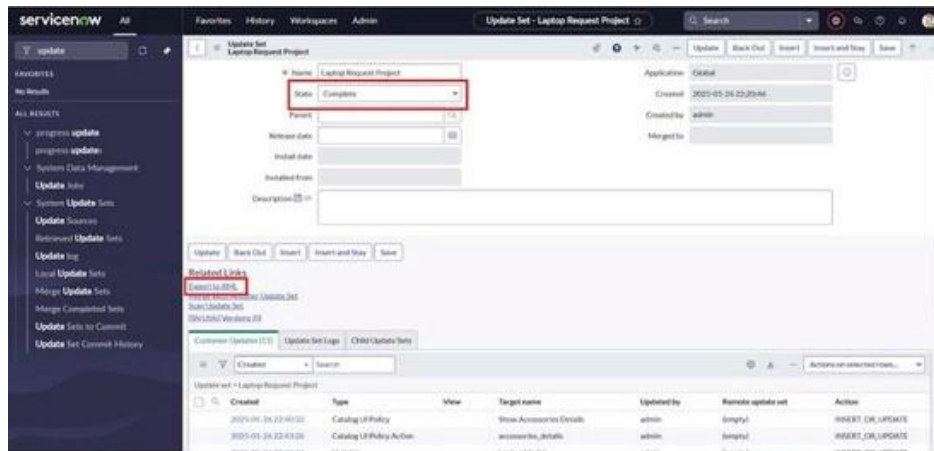 servicenow All Favorites History Workspaces Admin Update Set - Laptop Request Project Search
update
FAVORITES
No Results
ALL RESULTS
progress update
progress updates
System Data Management
Update Jobs
System Update Sets
Update Sources
Retrieved Update Sets
Update log
Local Update Sets
Merge Update Sets
Merge Completed Sets
Update Sets to Commit
Update Set Commit History
Update Set
Laptop Request Project
Update Back Out Insert Insert and Stay Save
Name Laptop Request Project
State Complete
Parent
Release date
Install date
Installed from
Description
Application Global
Created 2025-05-26 22:20:46
Created by admin
Merged to
Update Back Out Insert Insert and Stay Save
Related Links
Export to XML
Merge With Another Update Set
Scan Update Set
Customer Updates (13) Update Set Logs Child Update Sets
Created Search Actions on selected rows...
Update set > Laptop Request Project
Created Type View Target name Updated by Remote update set Action
Catalog UI Policy Show Accessories Details admin (empty) INSERT_OR_UPDATE
Catalog UI Policy Action accessories_details admin (empty) INSERT_OR_UPDATE